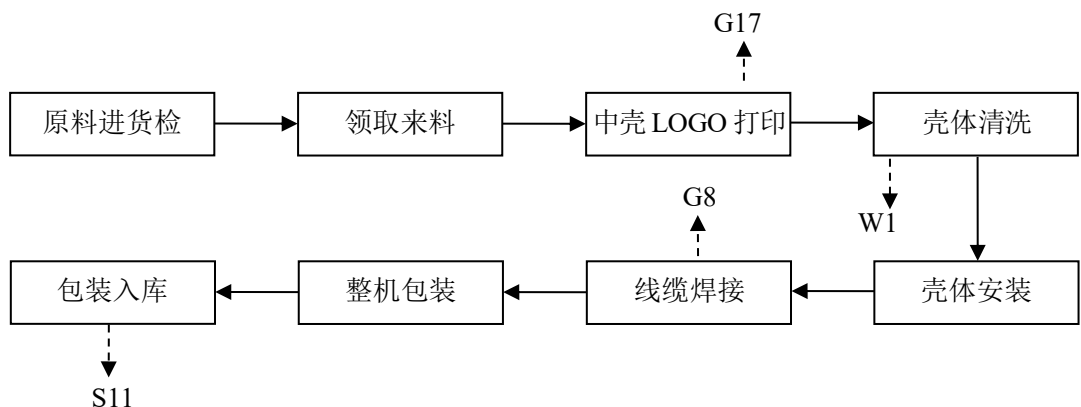 G17
原料进货检
领取来料
中壳 LOGO 打印
壳体清洗
G8
W1
包装入库
整机包装
线缆焊接
壳体安装
S11